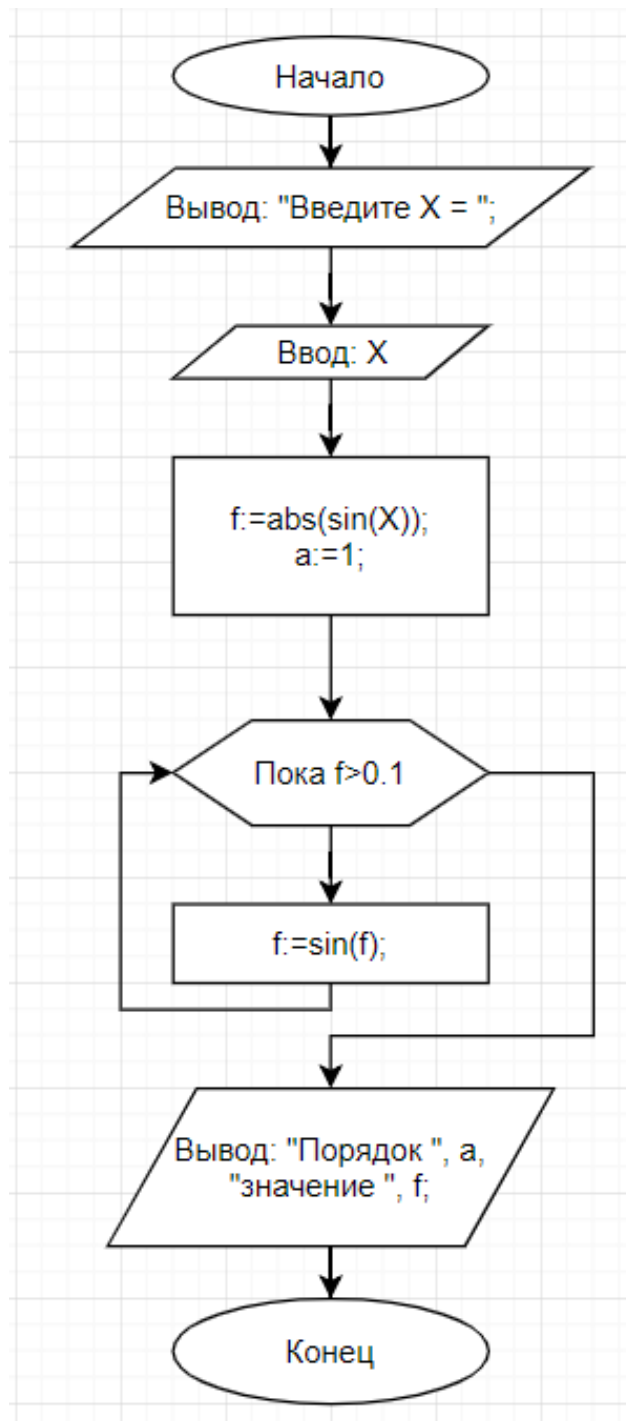 Начало
Вывод: "Введите X = ";
Ввод: X
f:=abs(sin(X));
a:=1;
Пока f>0.1
f:=sin(f);
Вывод: "Порядок ", a,
"значение ", f;
Конец